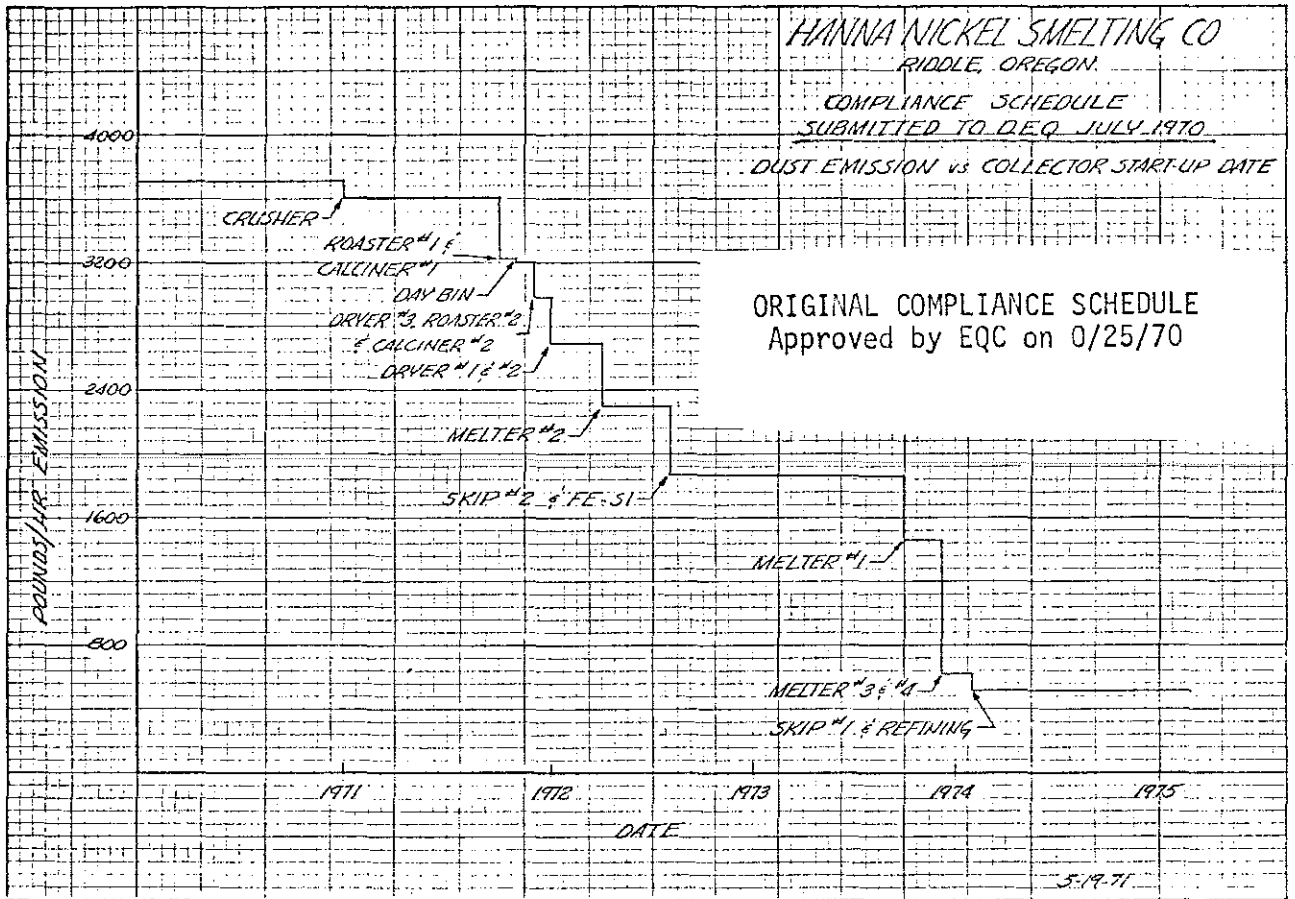 HANNA NICKEL SMELTING CO
RIDDLE, OREGON.
COMPLIANCE SCHEDULE
SUBMITTED TO DEQ JULY 1970
DUST EMISSION vs COLLECTOR START-UP DATE
ORIGINAL COMPLIANCE SCHEDULE
Approved by EQC on 0/25/70
POUNDS/HR EMISSION
4000
3200
2400
1600
800
CRUSHER
ROASTER #1 &
CALCINER #1
DAY BIN
DRYER #3, ROASTER #2
& CALCINER #2
DRYER #1 & #2
MELTER #2
SKIP #2 & FE-SI
MELTER #1
MELTER #3 & #4
SKIP #1 & REFINING
1971
1972
1973
1974
1975
DATE
5-19-71